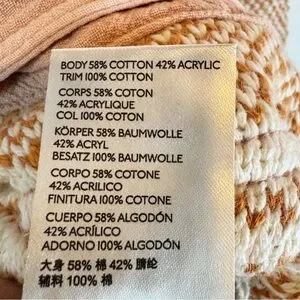 BODY 58% COTTON 42% ACRYLIC
TRIM 100% COTTON
CORPS 58% COTON
42% ACRYLIQUE
COL 100% COTON
KÖRPER 58% BAUMWOLLE
42% ACRYL
BESATZ 100% BAUMWOLLE
CORPO 58% COTONE
42% ACRILICO
FINITURA 100% COTONE
CUERPO 58% ALGODÓN
42% ACRÍLICO
ADORNO 100% ALGODÓN
大身 58% 棉 42% 腈纶
辅料 100% 棉